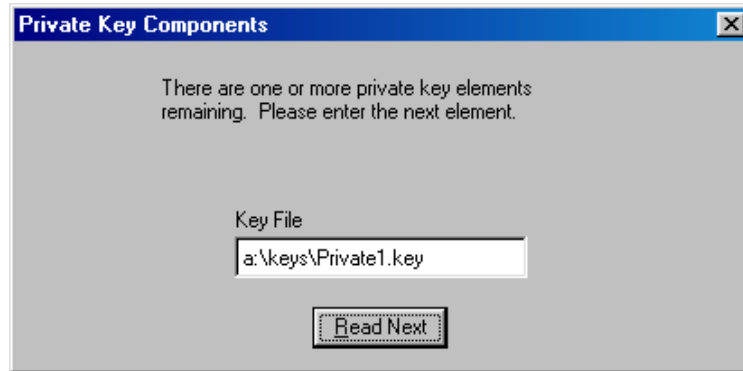 Private Key Components
There are one or more private key elements
remaining. Please enter the next element.
Key File
a:\keys\Private1.key
Read Next